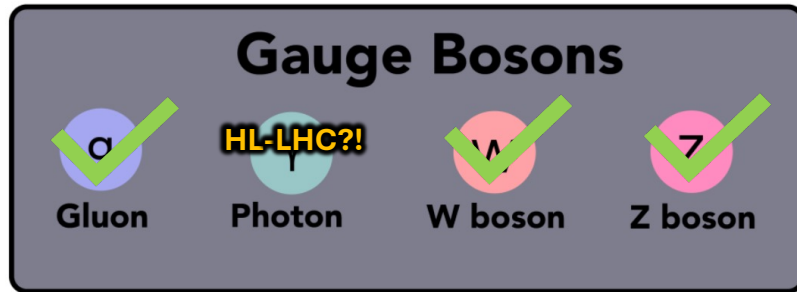 Gauge Bosons
g
HL-LHC?!
γ
W
Z
Gluon
Photon
W boson
Z boson